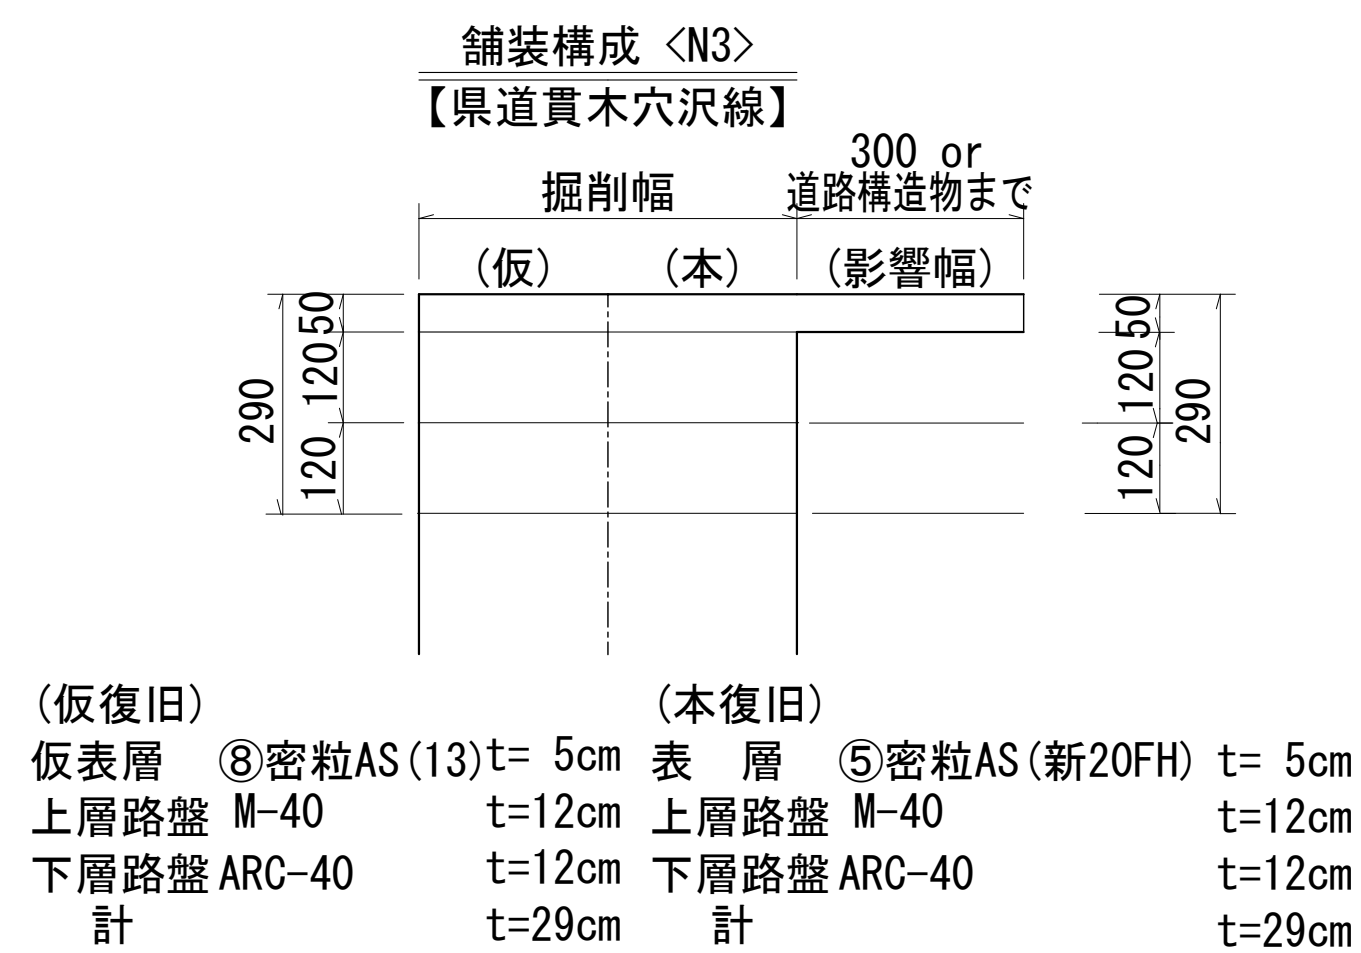 舗装構成 <N3>
【県道貫木穴沢線】
300 or
掘削幅 道路構造物まで
(仮) (本) (影響幅)
50 50
120 120
290 290
120 120
(仮復旧) (本復旧)
仮表層 ⑧密粒AS(13) t= 5cm 表 層 ⑤密粒AS(新20FH) t= 5cm
上層路盤 M-40 t=12cm 上層路盤 M-40 t=12cm
下層路盤 ARC-40 t=12cm 下層路盤 ARC-40 t=12cm
計 t=29cm 計 t=29cm